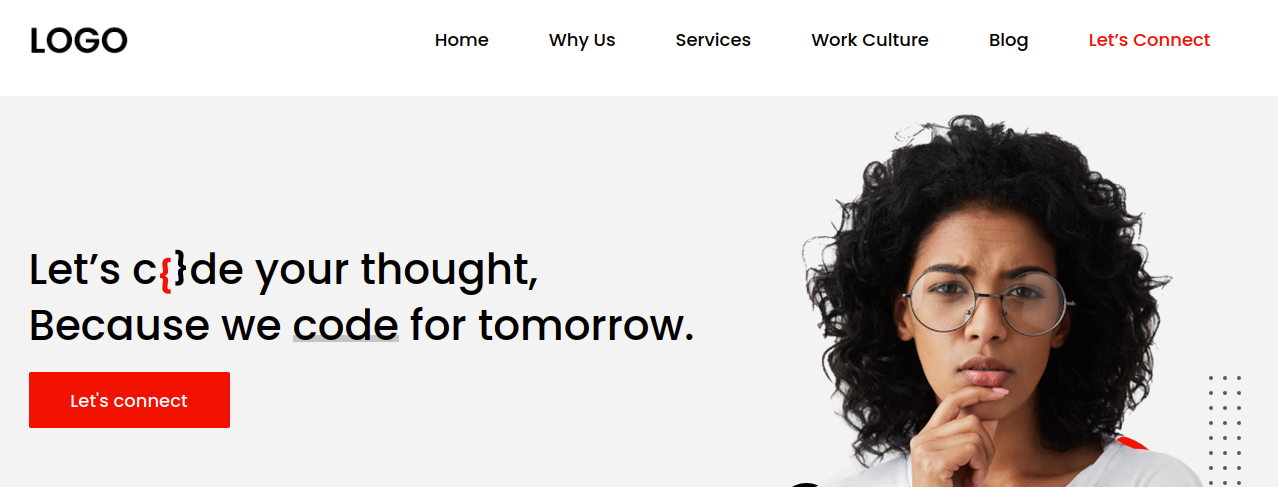 LOGO
Home Why Us Services Work Culture Blog Let’s Connect
Let’s c{}de your thought,
Because we code for tomorrow.
Let's connect